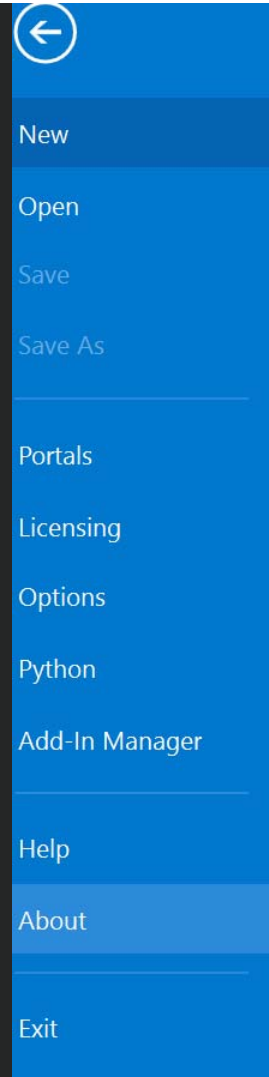 New
Open
Save
Save As
Portals
Licensing
Options
Python
Add-In Manager
Help
About
Exit